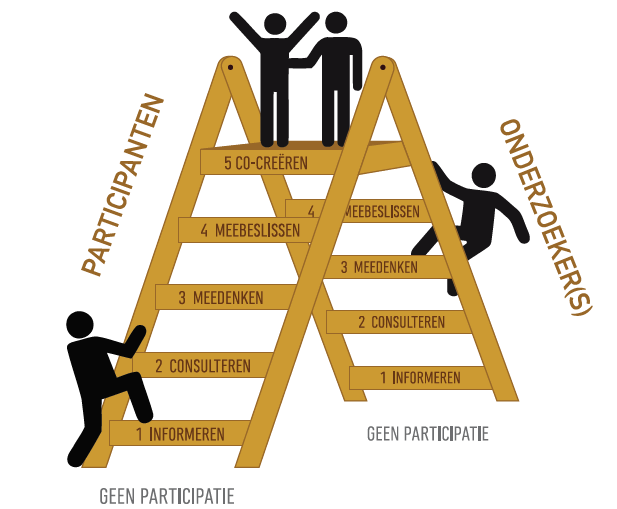 PARTICIPANTEN
ONDERZOEKER(S)
5 CO-CREËREN
4 MEEBESLISSEN
3 MEEDENKEN
2 CONSULTEREN
1 INFORMEREN
GEEN PARTICIPATIE
4 MEEBESLISSEN
3 MEEDENKEN
2 CONSULTEREN
1 INFORMEREN
GEEN PARTICIPATIE